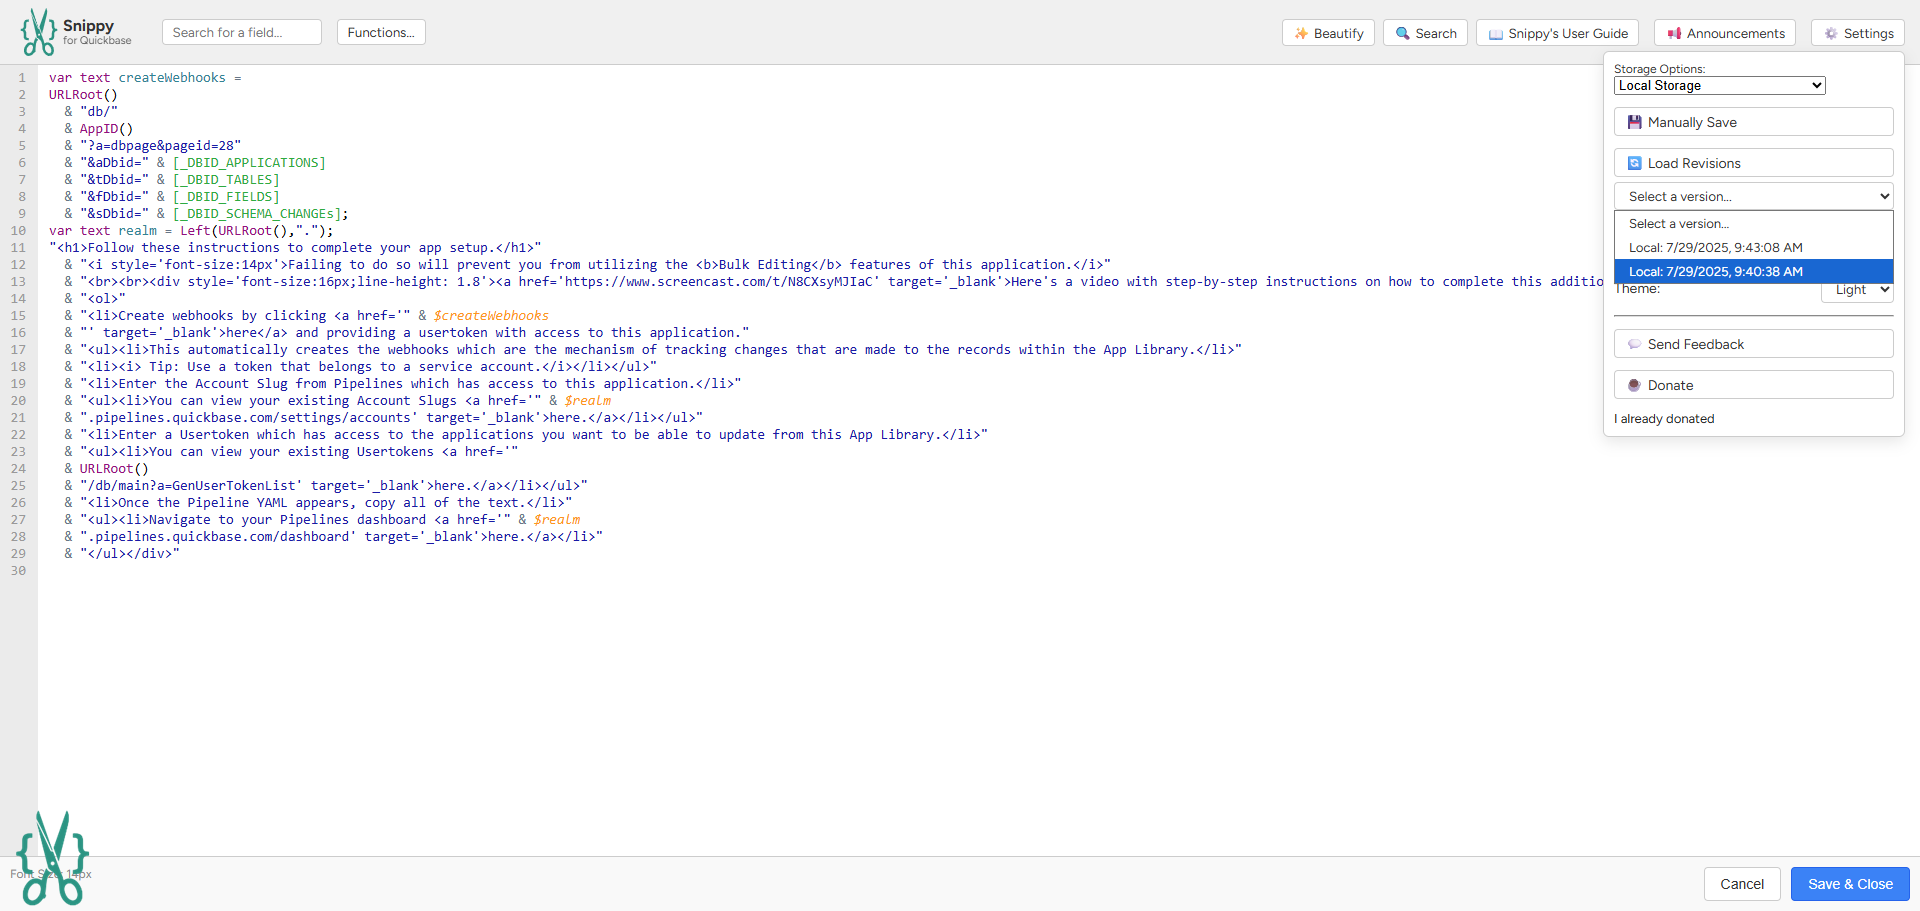 Snippy
for Quickbase
Search for a field...
Functions...
✨ Beautify
🔍 Search
📖 Snippy's User Guide
📢 Announcements
⚙️ Settings
1 var text createWebhooks =
2 URLRoot()
3   & "db/"
4   & AppID()
5   & "?a=dbpage&pageid=28"
6   & "&aDbid=" & [_DBID_APPLICATIONS]
7   & "&tDbid=" & [_DBID_TABLES]
8   & "&fDbid=" & [_DBID_FIELDS]
9   & "&sDbid=" & [_DBID_SCHEMA_CHANGEs];
10 var text realm = Left(URLRoot(),".");
11 "<h1>Follow these instructions to complete your app setup.</h1>"
12   & "<i style='font-size:14px'>Failing to do so will prevent you from utilizing the <b>Bulk Editing</b> features of this application.</i>"
13   & "<br><br><div style='font-size:16px;line-height: 1.8'><a href='https://www.screencast.com/t/N8CXsyMJIaC' target='_blank'>Here's a video with step-by-step instructions on how to complete this additio
14   & "<ol>"
15   & "<li>Create webhooks by clicking <a href='" & $createWebhooks
16   & "' target='_blank'>here</a> and providing a usertoken with access to this application."
17   & "<ul><li>This automatically creates the webhooks which are the mechanism of tracking changes that are made to the records within the App Library.</li>"
18   & "<li><i> Tip: Use a token that belongs to a service account.</i></li></ul>"
19   & "<li>Enter the Account Slug from Pipelines which has access to this application.</li>"
20   & "<ul><li>You can view your existing Account Slugs <a href='" & $realm
21   & ".pipelines.quickbase.com/settings/accounts' target='_blank'>here.</a></li></ul>"
22   & "<li>Enter a Usertoken which has access to the applications you want to be able to update from this App Library.</li>"
23   & "<ul><li>You can view your existing Usertokens <a href='"
24   & URLRoot()
25   & "/db/main?a=GenUserTokenList' target='_blank'>here.</a></li></ul>"
26   & "<li>Once the Pipeline YAML appears, copy all of the text.</li>"
27   & "<ul><li>Navigate to your Pipelines dashboard <a href='" & $realm
28   & ".pipelines.quickbase.com/dashboard' target='_blank'>here.</a></li>"
29   & "</ul></div>"
30
Storage Options:
Local Storage
Manually Save
Load Revisions
Select a version...
Select a version...
Local: 7/29/2025, 9:43:08 AM
Local: 7/29/2025, 9:40:38 AM
Theme:
Light
Send Feedback
Donate
I already donated
Font Size: 14px
Cancel
Save & Close